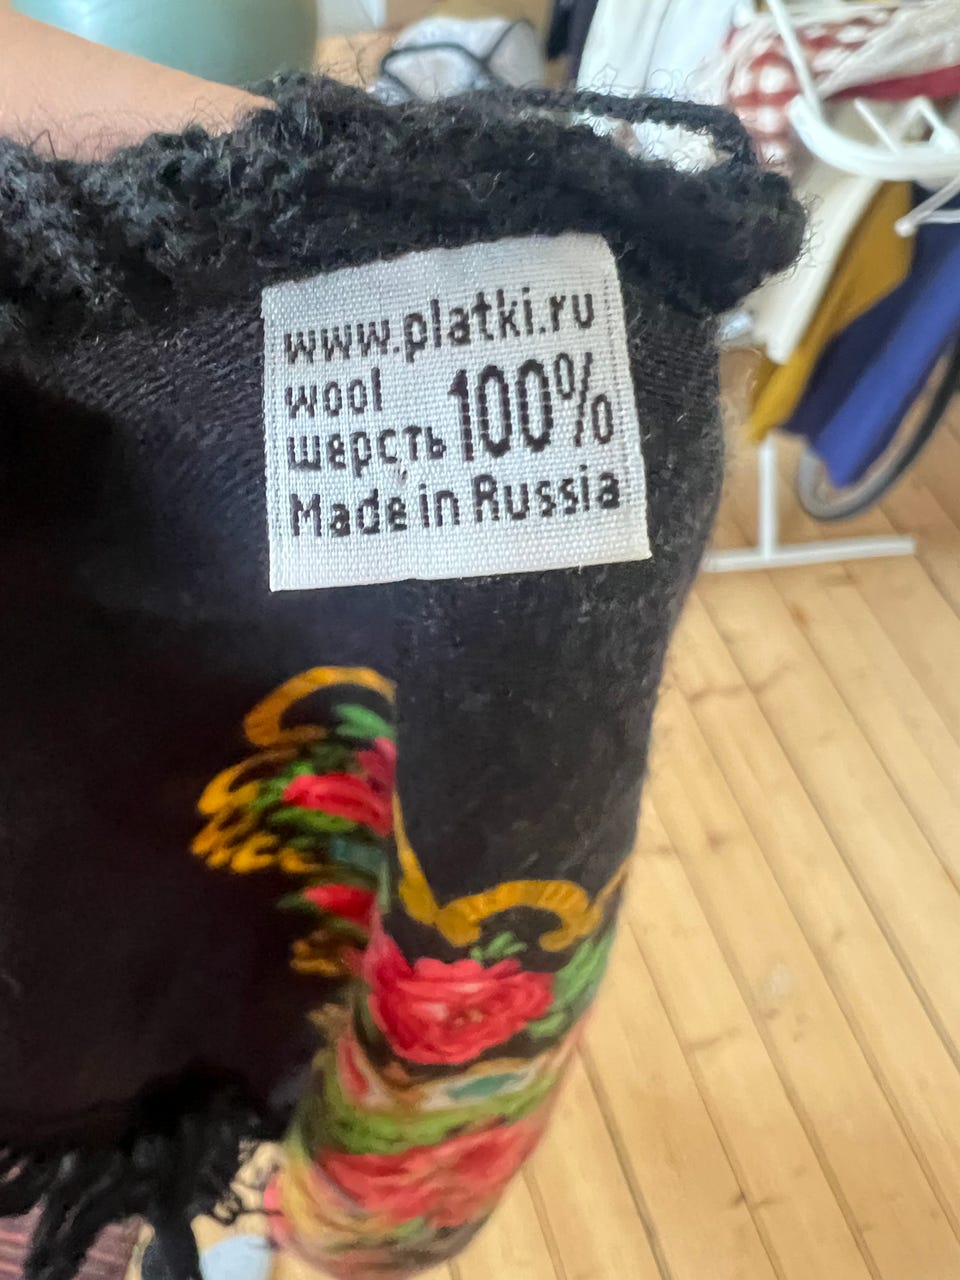 www.platki.ru
wool 100%
шерсть
Made in Russia